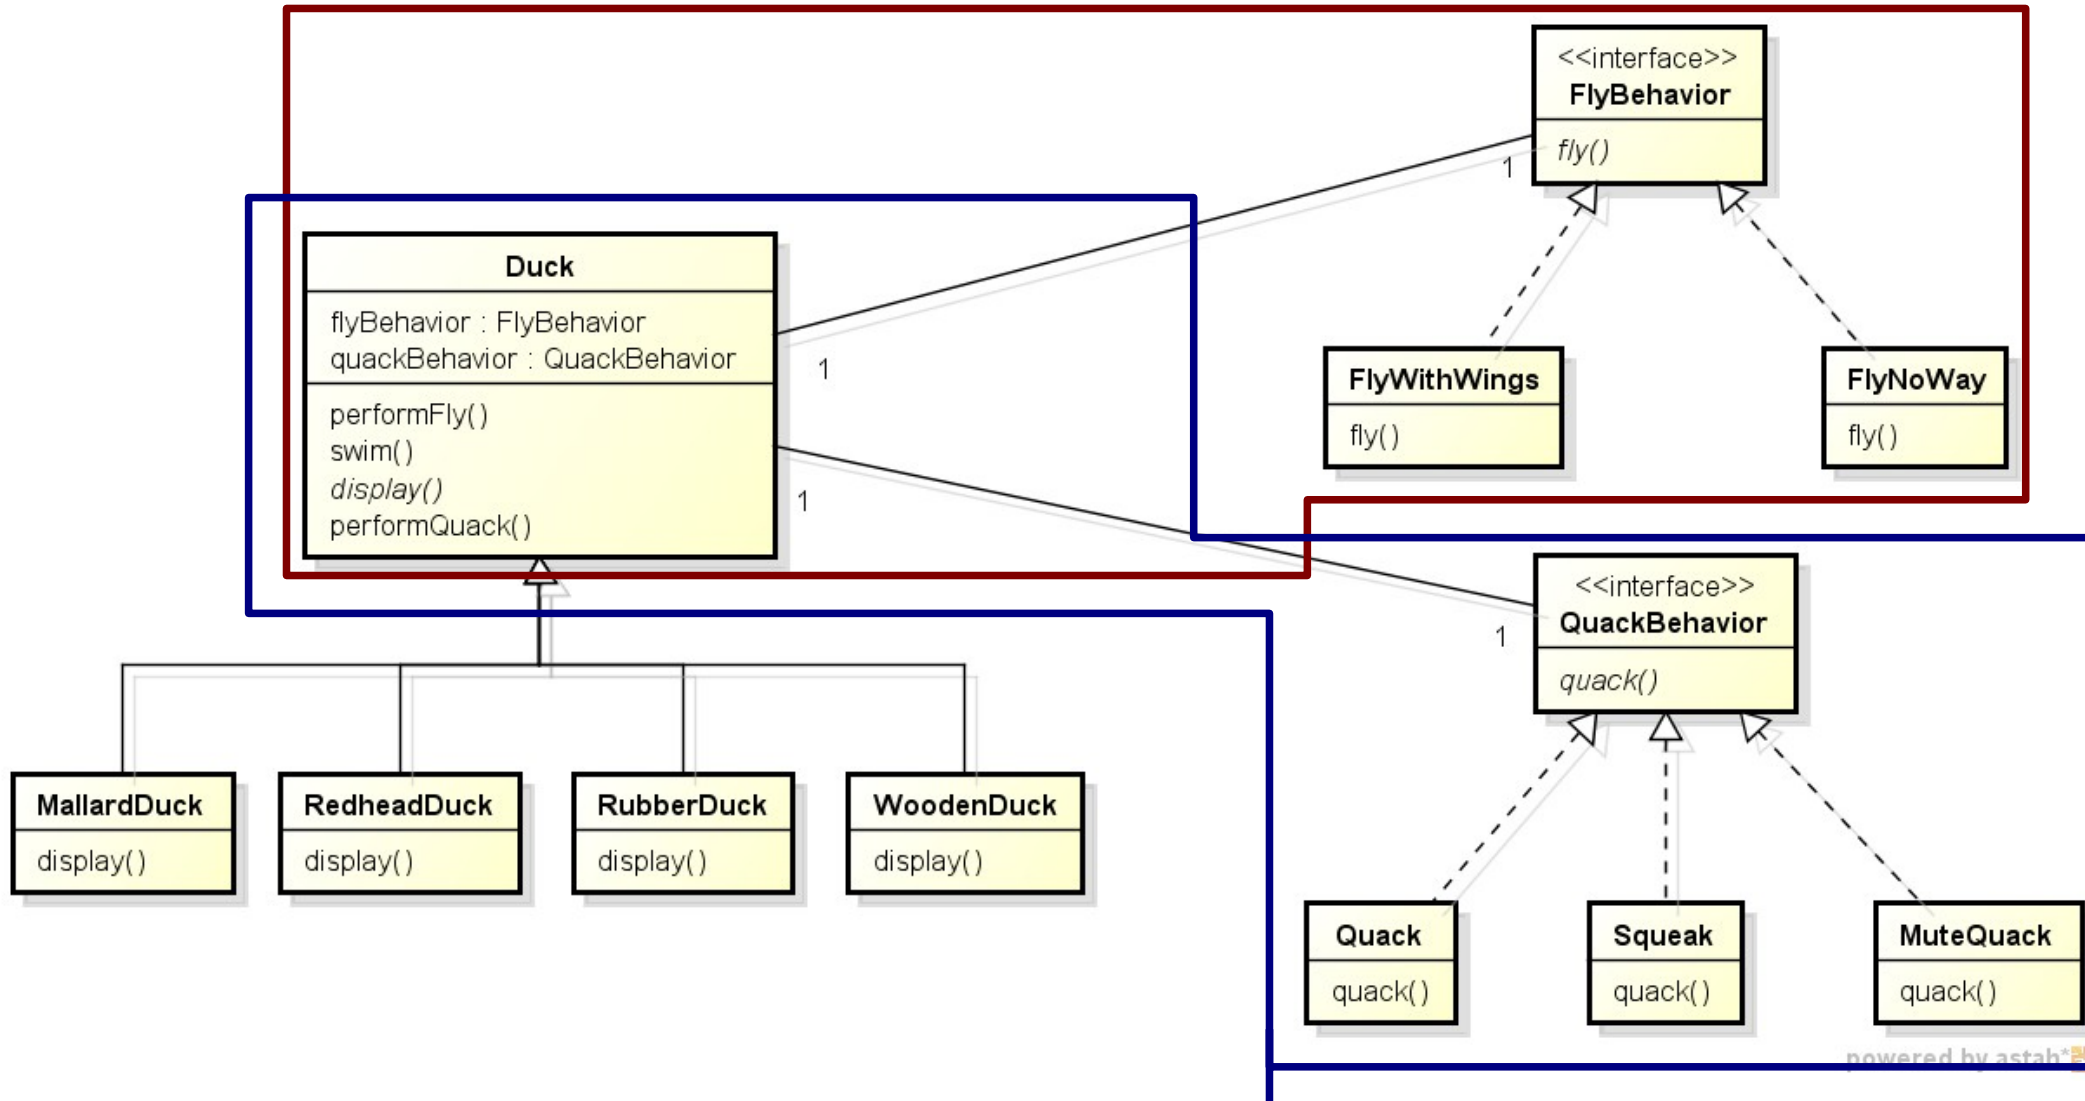 <<interface>>
FlyBehavior
fly()
1
Duck
flyBehavior : FlyBehavior
quackBehavior : QuackBehavior
performFly()
swim()
display()
performQuack()
1
1
FlyWithWings
fly()
FlyNoWay
fly()
<<interface>>
QuackBehavior
quack()
1
MallardDuck
display()
RedheadDuck
display()
RubberDuck
display()
WoodenDuck
display()
Quack
quack()
Squeak
quack()
MuteQuack
quack()
powered by astah*